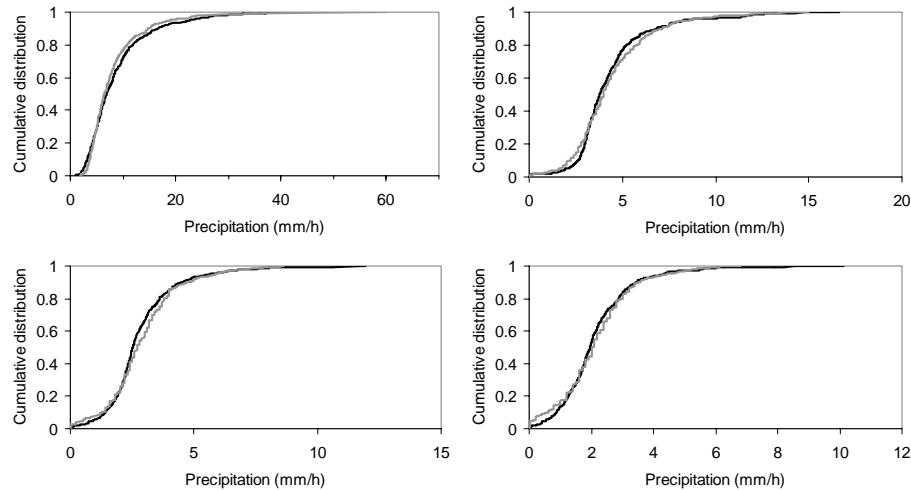 1
0.8
0.6
0.4
0.2
0
Cumulative distribution
0 20 40 60
Precipitation (mm/h)
1
0.8
0.6
0.4
0.2
0
Cumulative distribution
0 5 10 15 20
Precipitation (mm/h)
1
0.8
0.6
0.4
0.2
0
Cumulative distribution
0 5 10 15
Precipitation (mm/h)
1
0.8
0.6
0.4
0.2
0
Cumulative distribution
0 2 4 6 8 10 12
Precipitation (mm/h)